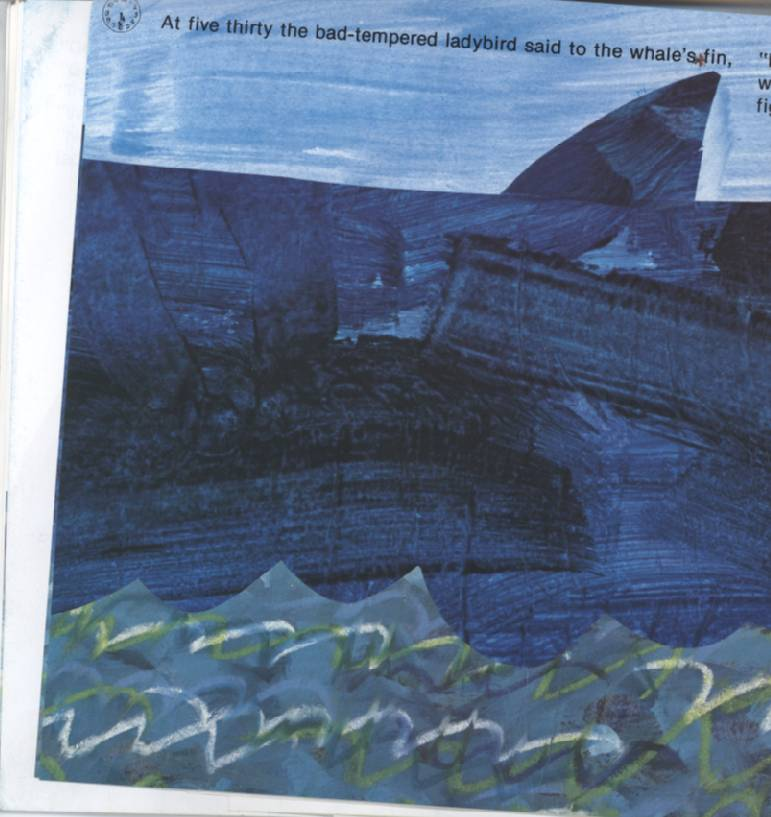 At five thirty the bad-tempered ladybird said to the whale's fin,